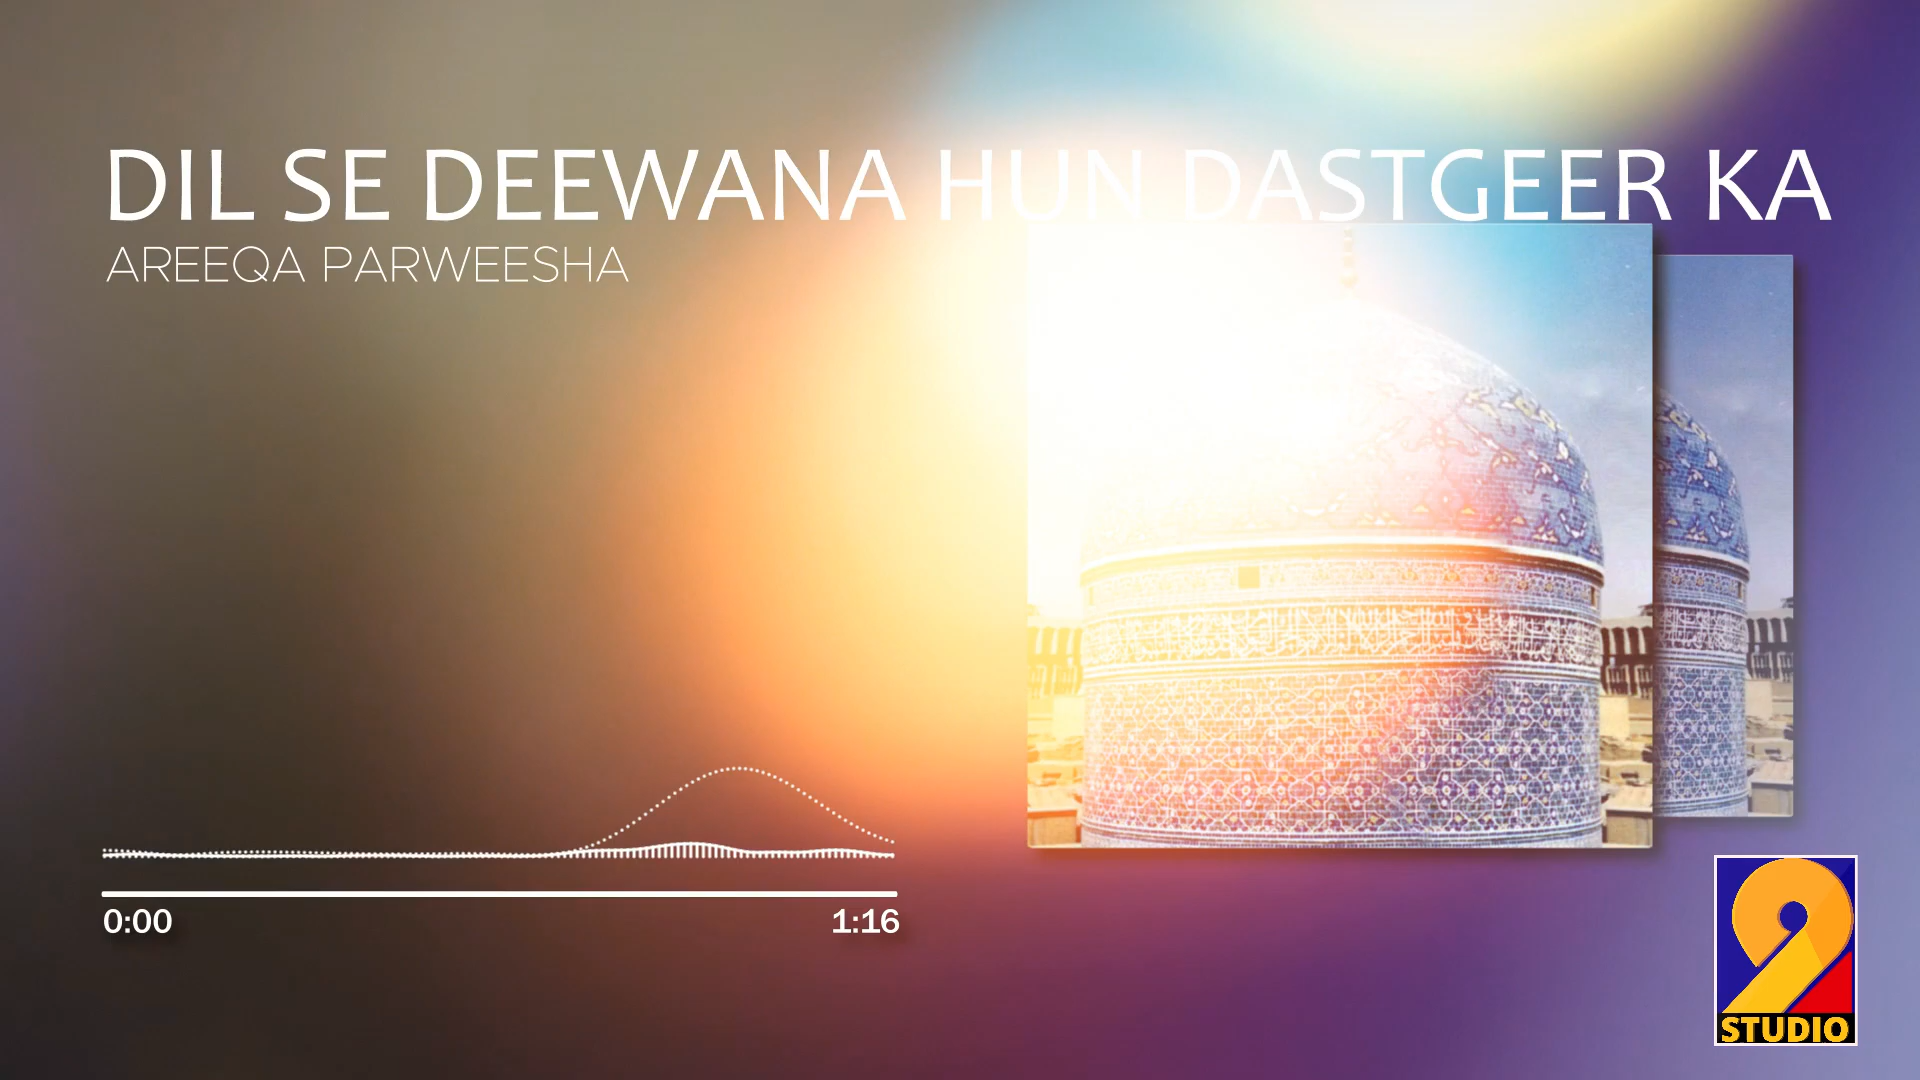 DIL SE DEEWANA HUN DASTGEER KA
AREEQA PARWEESHA
0:00
1:16
STUDIO